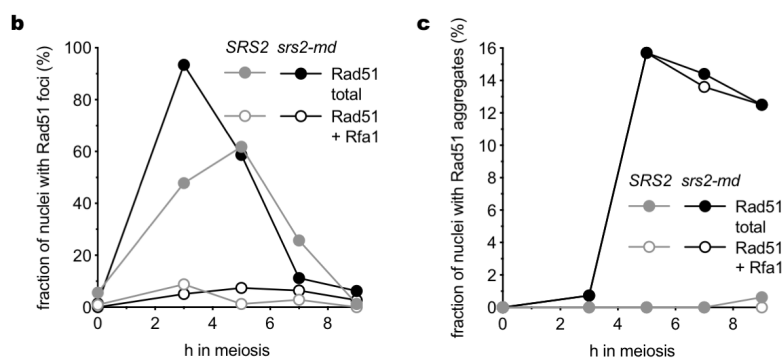 b
fraction of nuclei with Rad51 foci (%)
100
80
60
40
20
0
0 2 4 6 8
h in meiosis
SRS2 srs2-md
Rad51
total
Rad51
+ Rfa1
c
fraction of nuclei with Rad51 aggregates (%)
16
14
12
10
8
6
4
2
0
0 2 4 6 8
h in meiosis
SRS2 srs2-md
Rad51
total
Rad51
+ Rfa1